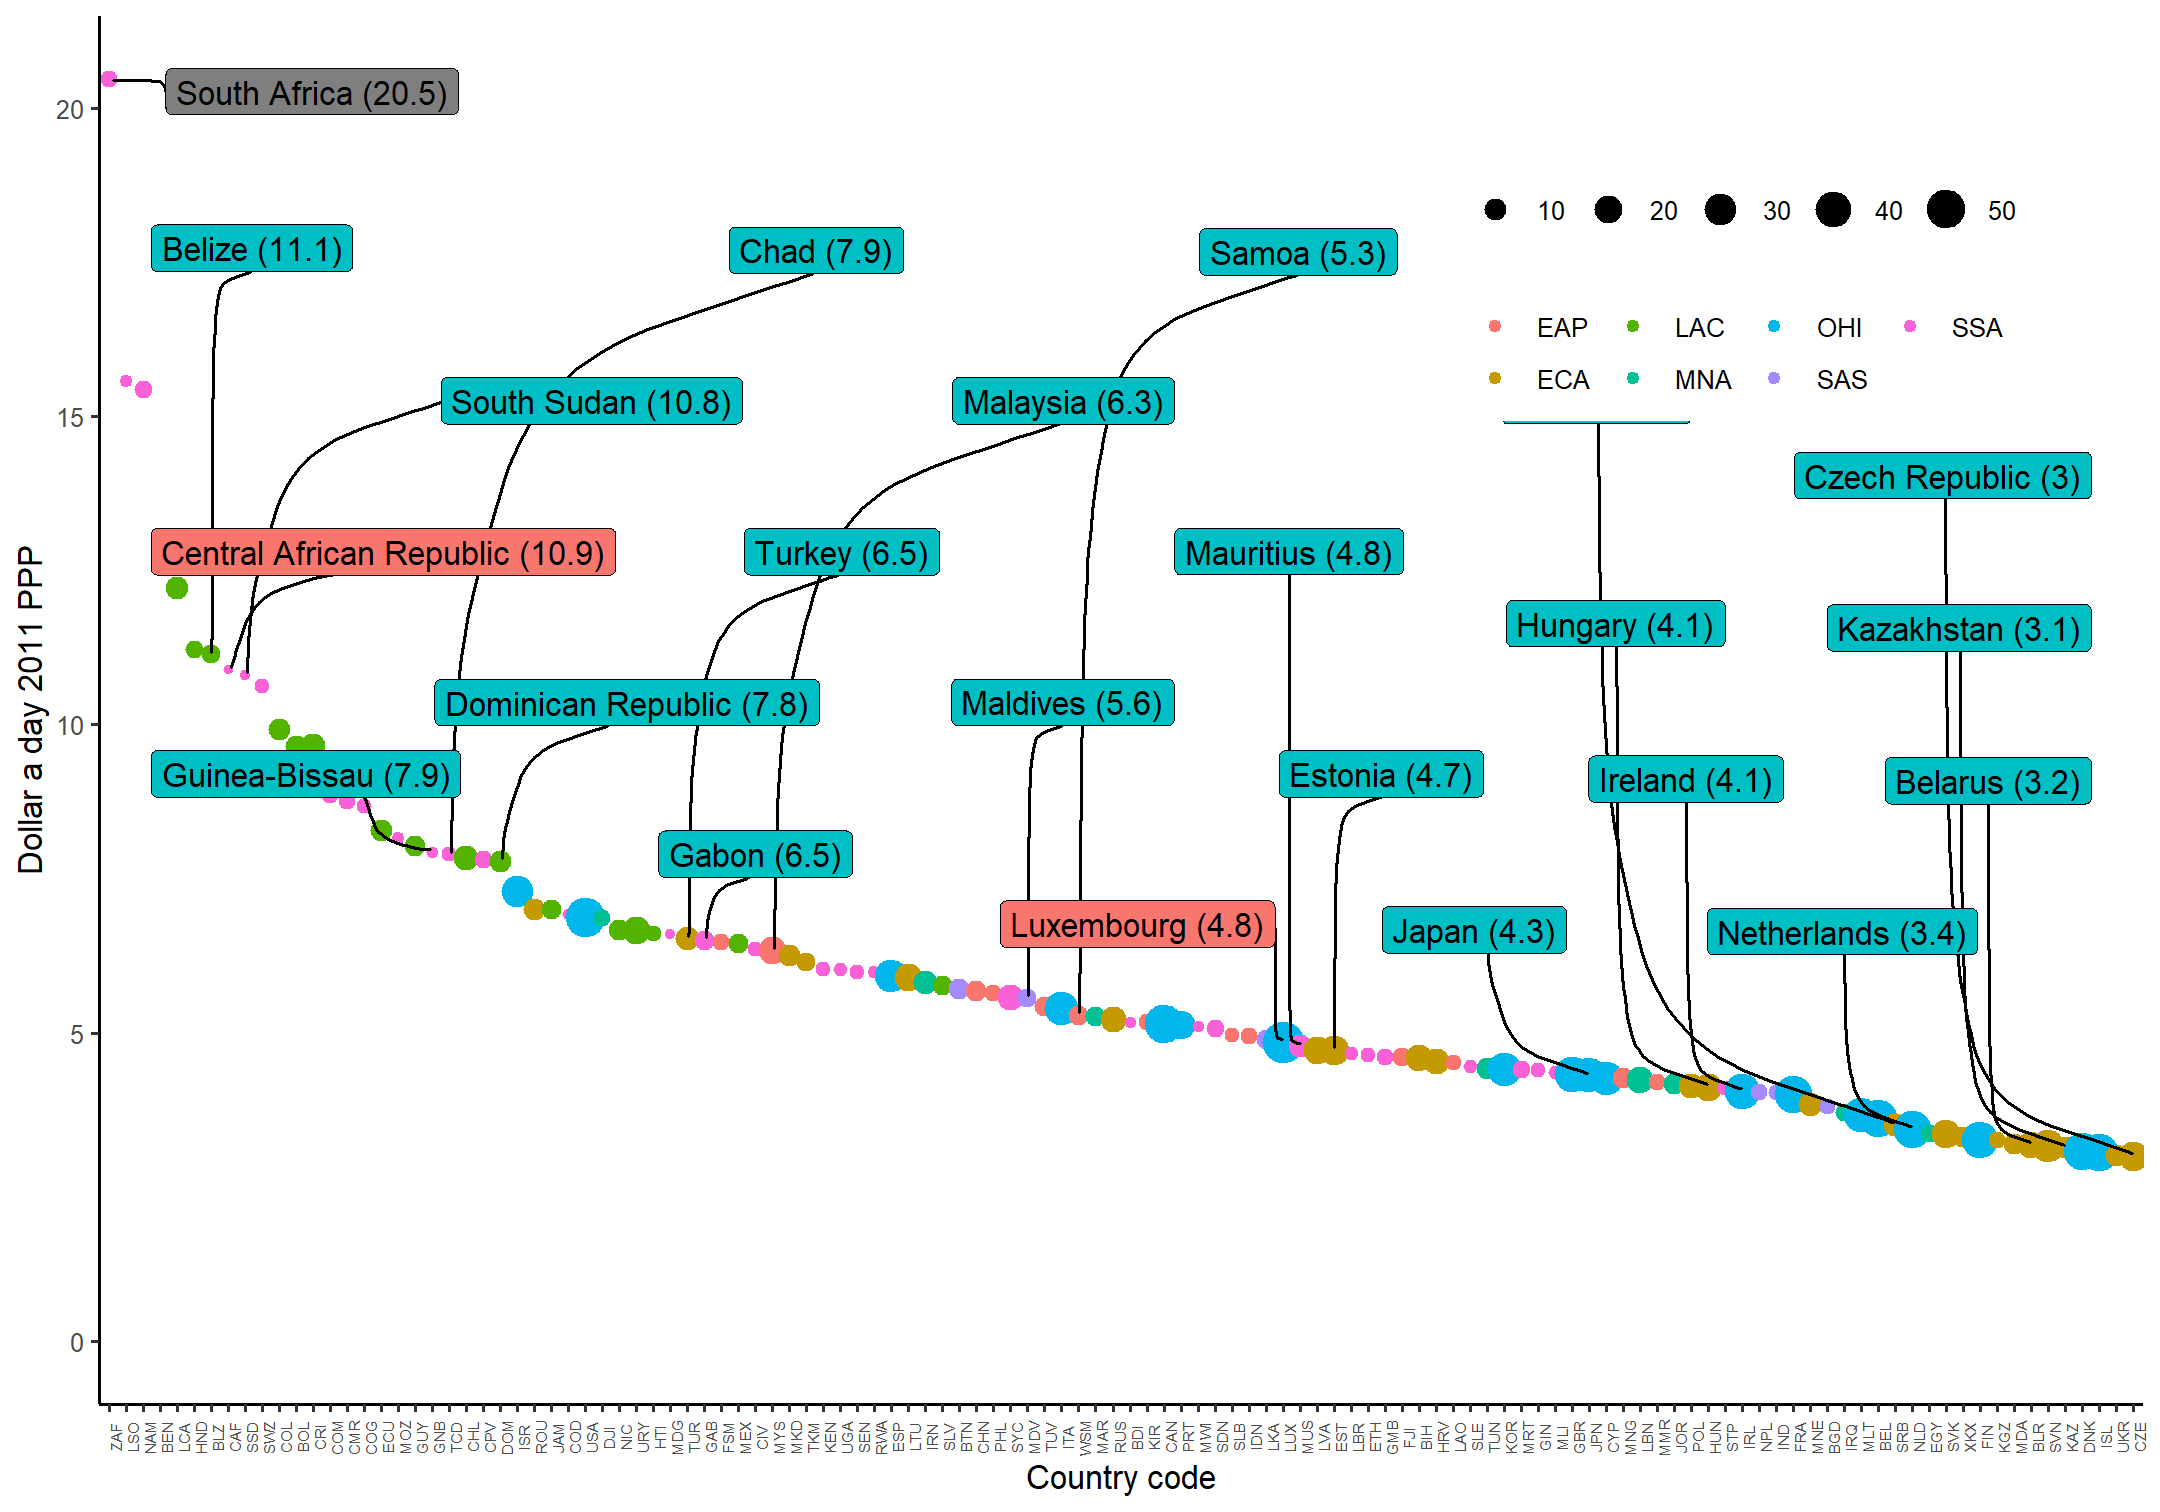 South Africa (20.5)
20
10 20 30 40 50
Belize (11.1)
Chad (7.9)
Samoa (5.3)
EAP LAC OHI SSA
ECA MNA SAS
South Sudan (10.8)
Malaysia (6.3)
15
Czech Republic (3)
Central African Republic (10.9)
Turkey (6.5)
Mauritius (4.8)
Hungary (4.1)
Kazakhstan (3.1)
Dominican Republic (7.8)
Maldives (5.6)
10
Guinea-Bissau (7.9)
Estonia (4.7)
Ireland (4.1)
Belarus (3.2)
Gabon (6.5)
Luxembourg (4.8)
Japan (4.3)
Netherlands (3.4)
5
0
Dollar a day 2011 PPP
ZAF LSO NAM BEN LCA HND BLZ CAF SSD SWZ COL BOL CRI COM CMR COG ECU MOZ GUY GNB TCD CHL CPV DOM ISR ROU JAM COD USA DJI NIC URY HTI MDG TUR GAB FSM MEX CIV MYS MKD TKM KEN UGA SEN RWA ESP LTU IRN SLV BTN CHN PHL SYC MDV TUV ITA WSM MAR RUS BDI KIR CAN PRT MWI SDN SLB IDN LKA LUX MUS LVA EST LBR ETH GMB FJI BIH HRV LAO SLE TUN KOR MRT GIN MLI GBR JPN CYP MNG LBN MMR JOR POL HUN STP IRL NPL IND FRA MNE BGD IRQ MLT BEL SRB NLD EGY SVK XKX FIN KGZ MDA BLR SVN KAZ DNK ISL UKR CZE
Country code